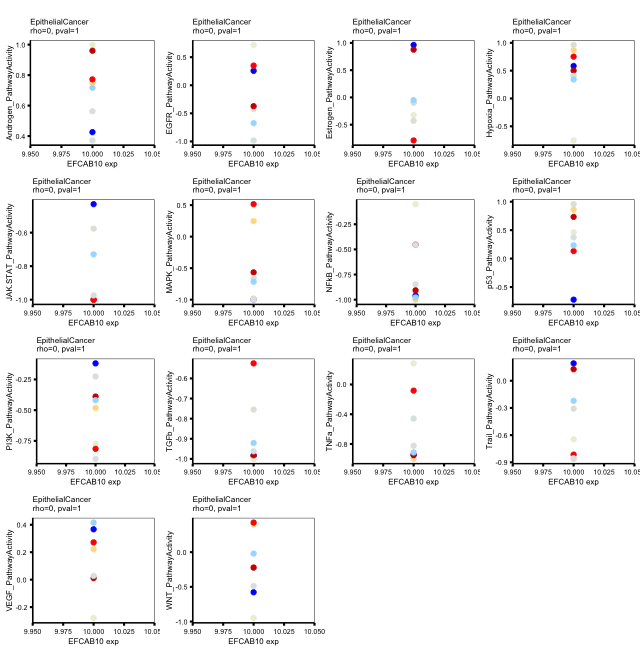 EpithelialCancer
rho=0, pval=1
Androgen_PathwayActivity
1.0
0.8
0.6
0.4
9.950 9.975 10.000 10.025 10.05
EFCAB10 exp
EpithelialCancer
rho=0, pval=1
EGFR_PathwayActivity
0.5
0.0
-0.5
-1.0
9.950 9.975 10.000 10.025 10.05
EFCAB10 exp
EpithelialCancer
rho=0, pval=1
Estrogen_PathwayActivity
1.0
0.5
0.0
-0.5
9.950 9.975 10.000 10.025 10.05
EFCAB10 exp
EpithelialCancer
rho=0, pval=1
Hypoxia_PathwayActivity
1.0
0.5
0.0
-0.5
9.950 9.975 10.000 10.025 10.05
EFCAB10 exp
EpithelialCancer
rho=0, pval=1
JAK-STAT_PathwayActivity
-0.6
-0.8
-1.0
9.950 9.975 10.000 10.025 10.05
EFCAB10 exp
EpithelialCancer
rho=0, pval=1
MAPK_PathwayActivity
0.5
0.0
-0.5
-1.0
9.950 9.975 10.000 10.025 10.05
EFCAB10 exp
EpithelialCancer
rho=0, pval=1
NFkB_PathwayActivity
-0.25
-0.50
-0.75
-1.00
9.950 9.975 10.000 10.025 10.05
EFCAB10 exp
EpithelialCancer
rho=0, pval=1
p53_PathwayActivity
1.0
0.5
0.0
-0.5
9.950 9.975 10.000 10.025 10.05
EFCAB10 exp
EpithelialCancer
rho=0, pval=1
PI3K_PathwayActivity
-0.25
-0.50
-0.75
9.950 9.975 10.000 10.025 10.05
EFCAB10 exp
EpithelialCancer
rho=0, pval=1
TGFb_PathwayActivity
-0.6
-0.7
-0.8
-0.9
-1.0
9.950 9.975 10.000 10.025 10.05
EFCAB10 exp
EpithelialCancer
rho=0, pval=1
TNFa_PathwayActivity
0.0
-0.4
-0.8
9.950 9.975 10.000 10.025 10.05
EFCAB10 exp
EpithelialCancer
rho=0, pval=1
Trail_PathwayActivity
0.0
-0.3
-0.6
-0.9
9.950 9.975 10.000 10.025 10.05
EFCAB10 exp
EpithelialCancer
rho=0, pval=1
VEGF_PathwayActivity
0.4
0.2
0.0
-0.2
9.950 9.975 10.000 10.025 10.05
EFCAB10 exp
EpithelialCancer
rho=0, pval=1
WNT_PathwayActivity
0.0
-0.5
-1.0
9.950 9.975 10.000 10.025 10.050
EFCAB10 exp